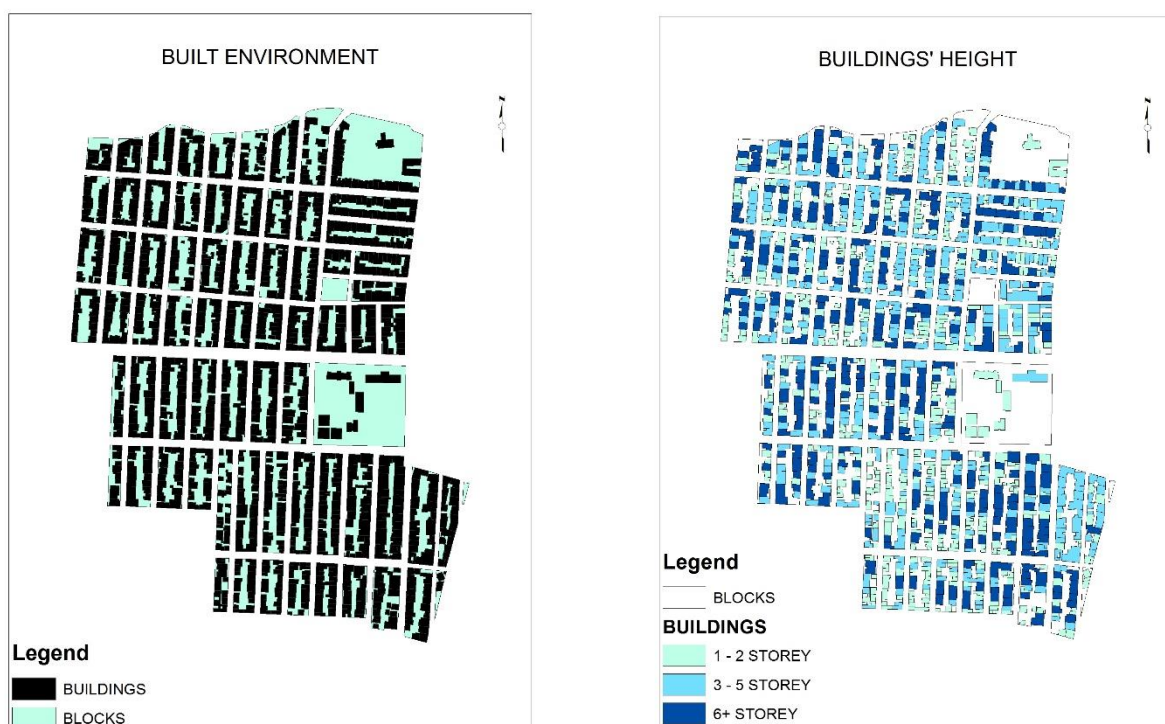 BUILT ENVIRONMENT
N
Legend
BUILDINGS
BLOCKS
BUILDINGS' HEIGHT
N
Legend
BLOCKS
BUILDINGS
1 - 2 STOREY
3 - 5 STOREY
6+ STOREY